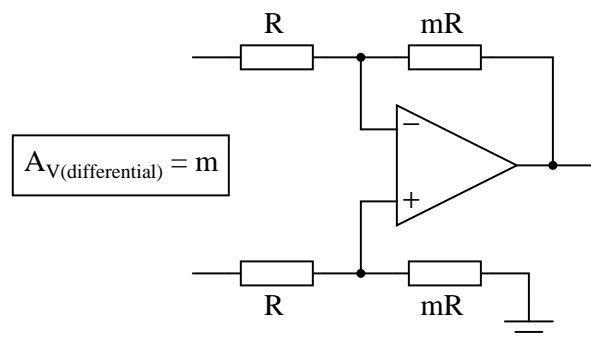 R
mR
−
A_V(differential) = m
+
R
mR